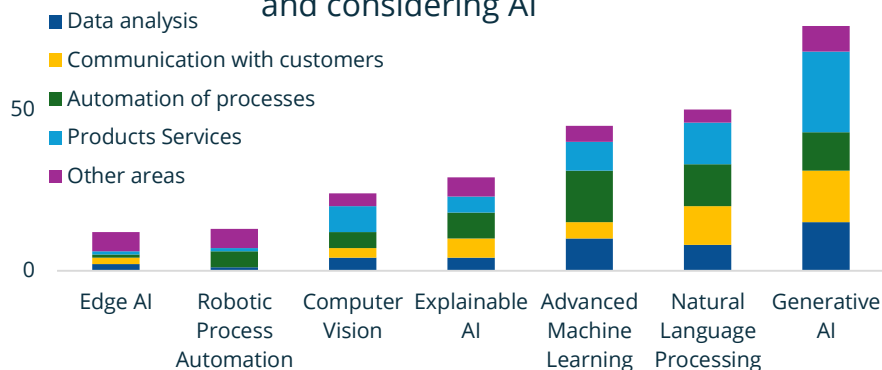 and considering AI
Data analysis
Communication with customers
Automation of processes
Products Services
Other areas
50
0
Edge AI
Robotic
Process
Automation
Computer
Vision
Explainable
AI
Advanced
Machine
Learning
Natural
Language
Processing
Generative
AI